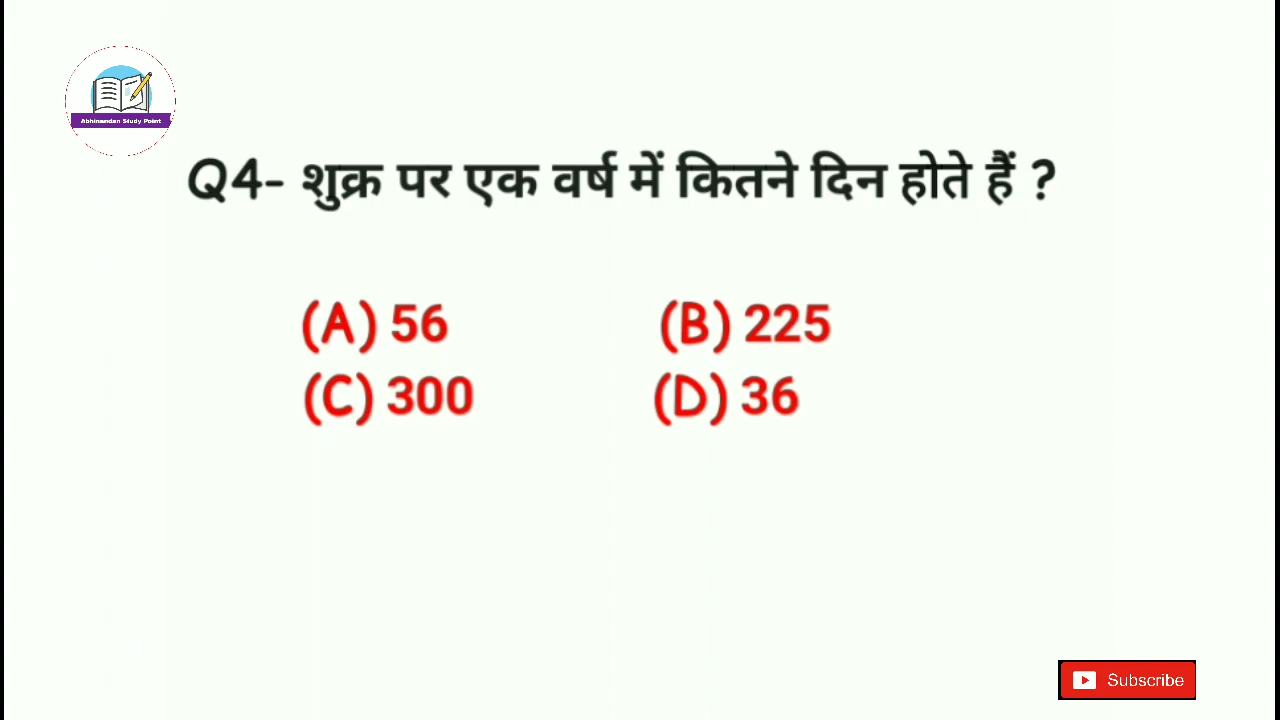 Abhinandan Study Point
Q4- शुक्र पर एक वर्ष में कितने दिन होते हैं ?
(A) 56 (B) 225
(C) 300 (D) 36
Subscribe